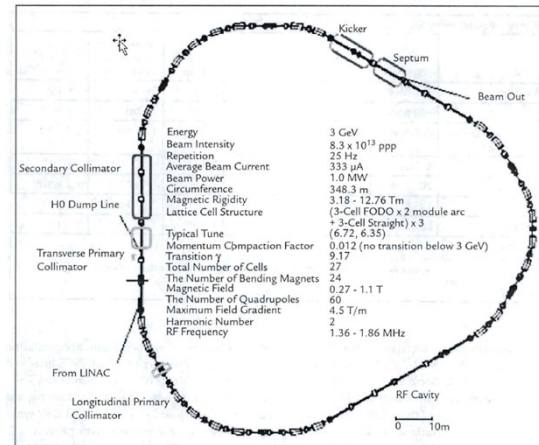 Kicker
Septum
Beam Out
Energy 3 GeV
Beam Intensity 8.3 x 10¹³ ppp
Repetition 25 Hz
Average Beam Current 333 µA
Beam Power 1.0 MW
Circumference 348.3 m
Magnetic Rigidity 3.18 - 12.76 Tm
Lattice Cell Structure (3-Cell FODO x 2 module arc
+ 3-Cell Straight) x 3
Typical Tune (6.72, 6.35)
Momentum Compaction Factor 0.012 (no transition below 3 GeV)
Transition γ 9.17
Total Number of Cells 27
The Number of Bending Magnets 24
Magnetic Field 0.27 - 1.1 T
The Number of Quadrupoles 60
Maximum Field Gradient 4.5 T/m
Harmonic Number 2
RF Frequency 1.36 - 1.86 MHz
Secondary Collimator
H0 Dump Line
Transverse Primary
Collimator
From LINAC
Longitudinal Primary
Collimator
RF Cavity
0 10m